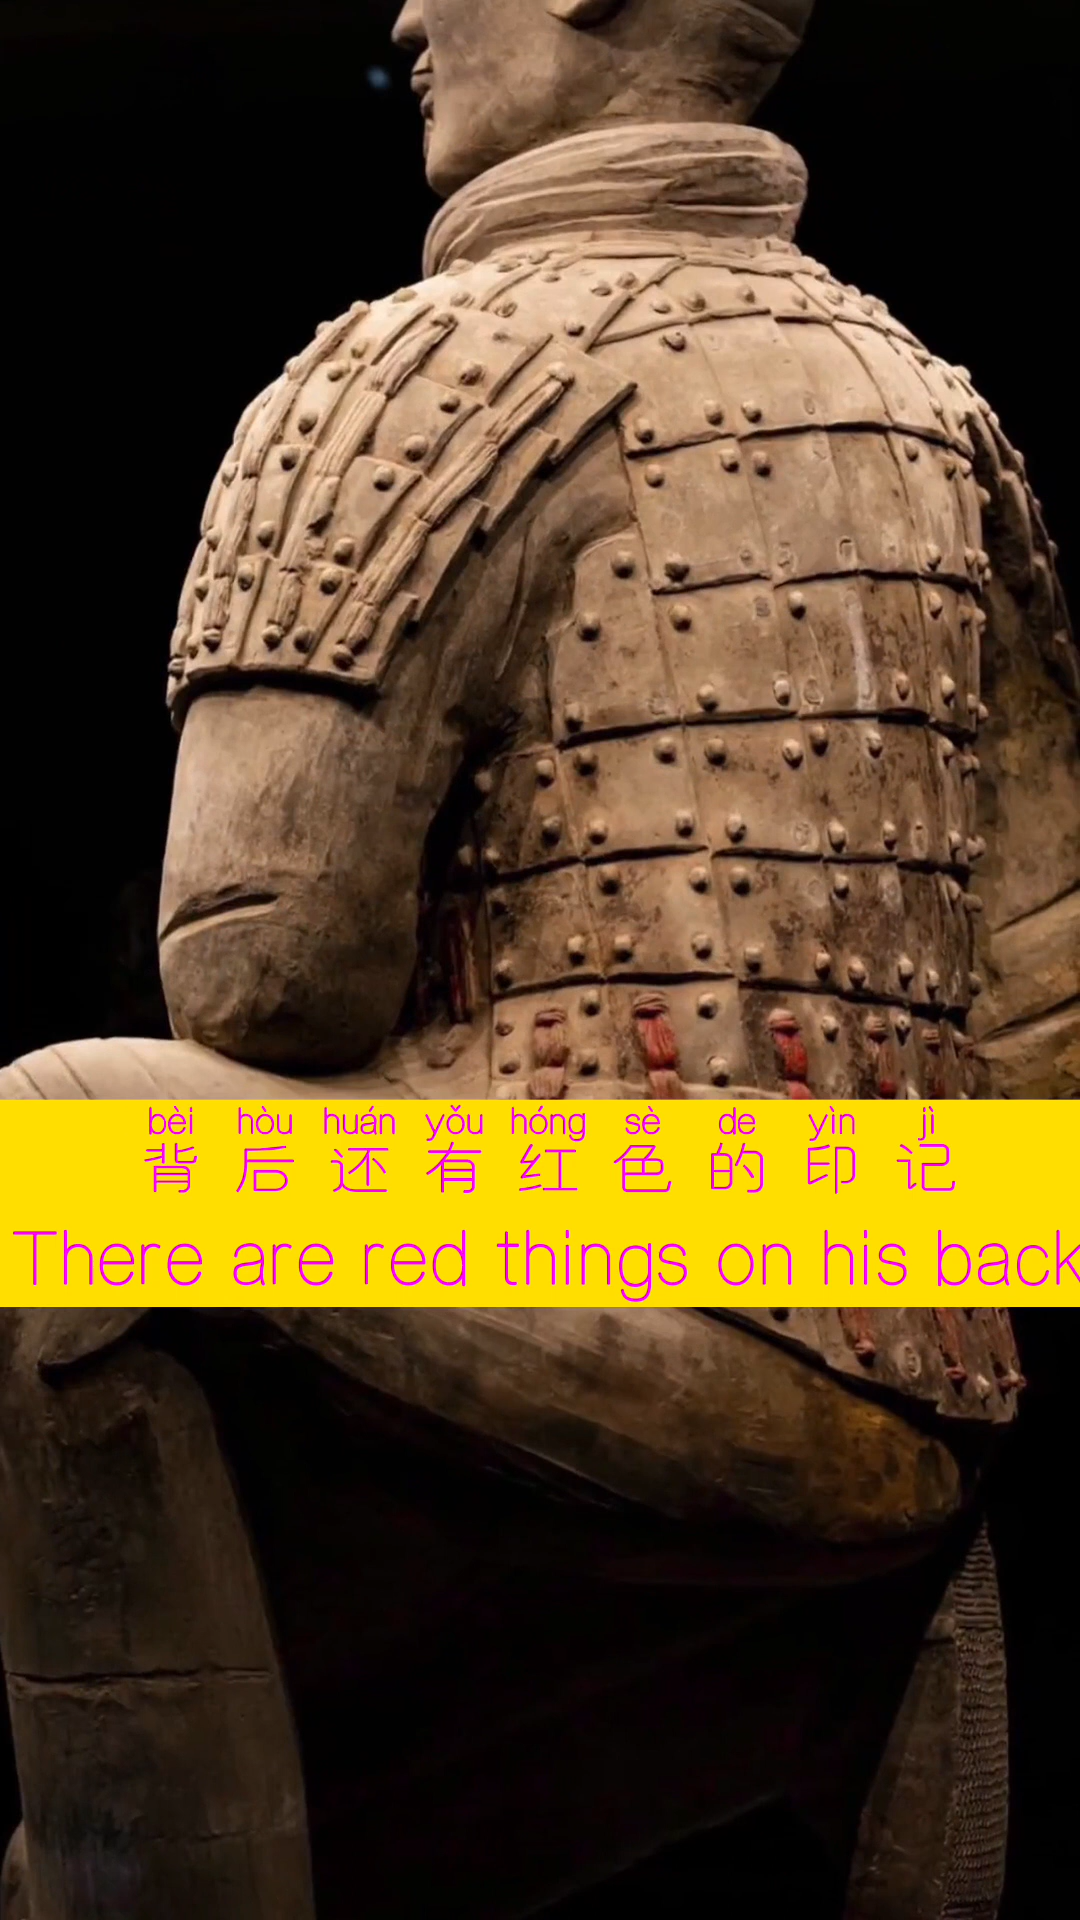 bèi hòu huán yǒu hóng sè de yìn jì
背后还有红色的印记
There are red things on his back